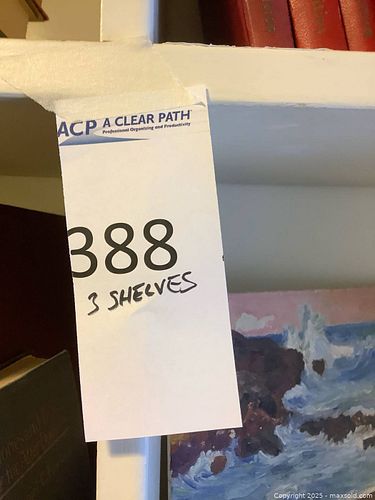 ACP A CLEAR PATH
Professional Organizing and Productivity
388
3 SHELVES
Copyright 2025 - maxsold.com